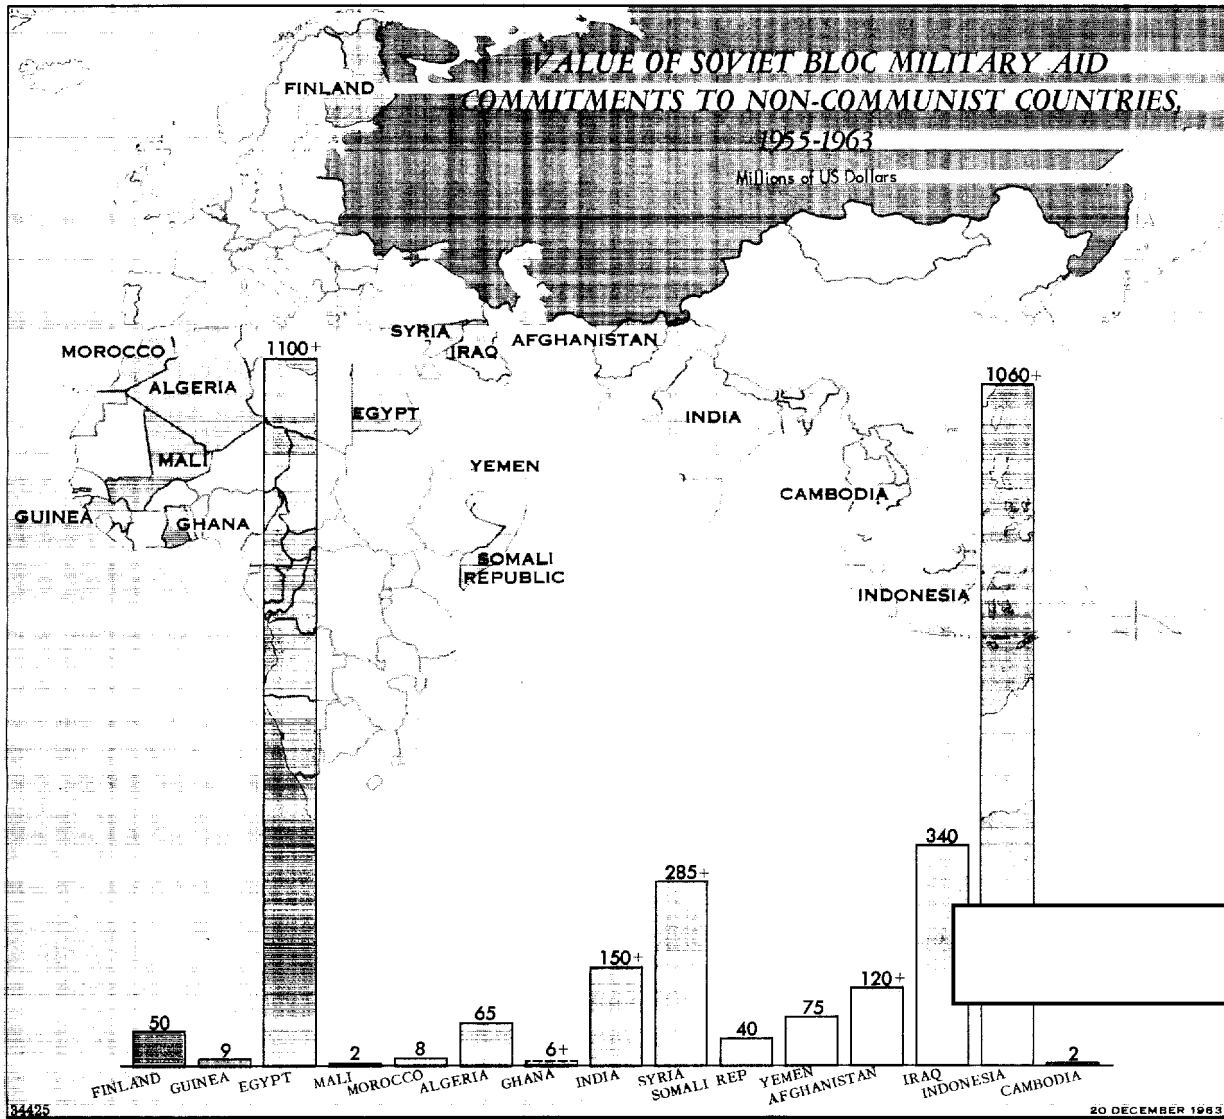 VALUE OF SOVIET BLOC MILITARY AID
COMMITMENTS TO NON-COMMUNIST COUNTRIES,
1955-1963
Millions of US Dollars
FINLAND
SYRIA
IRAQ
AFGHANISTAN
MOROCCO
ALGERIA
EGYPT
INDIA
MALI
YEMEN
CAMBODIA
GUINEA
GHANA
SOMALI
REPUBLIC
INDONESIA
50
9
1100+
2
8
65
6+
150+
285+
40
75
120+
340
1060+
2
FINLAND
GUINEA
EGYPT
MALI
MOROCCO
ALGERIA
GHANA
INDIA
SYRIA
SOMALI REP
YEMEN
AFGHANISTAN
IRAQ
INDONESIA
CAMBODIA
34425
20 DECEMBER 1963